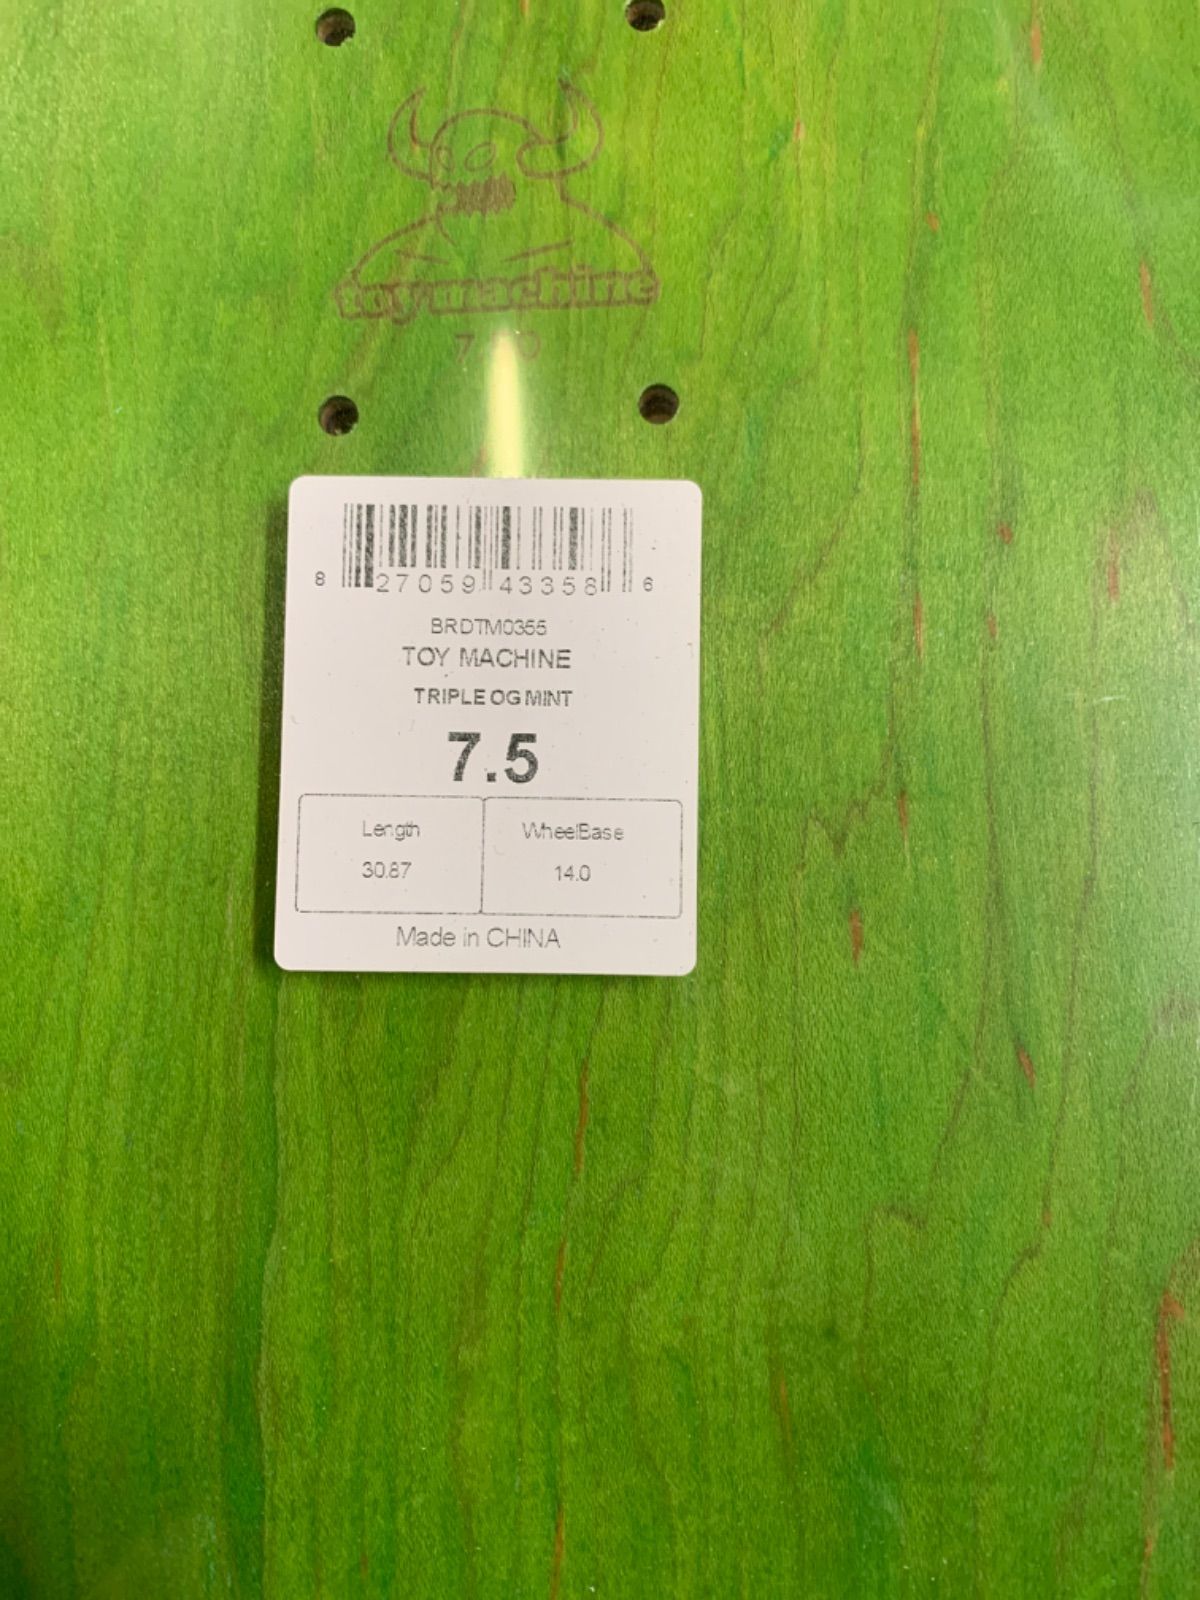 toy machine
8 27059 43358 6
BRDTM0355
TOY MACHINE
TRIPLE OG MINT
7.5
Length WheelBase
30.87 14.0
Made in CHINA